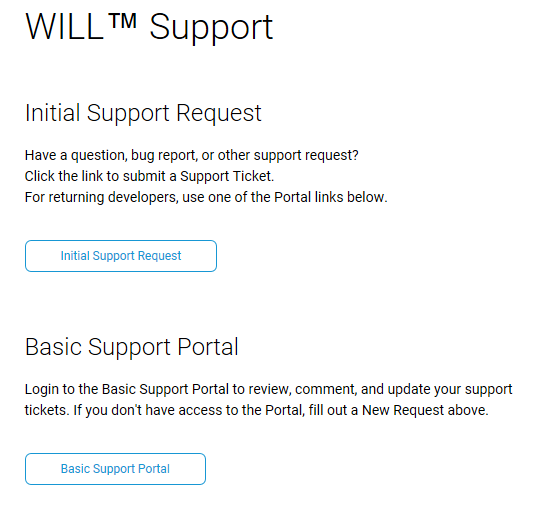 WILL™ Support
Initial Support Request
Have a question, bug report, or other support request?
Click the link to submit a Support Ticket.
For returning developers, use one of the Portal links below.
Initial Support Request
Basic Support Portal
Login to the Basic Support Portal to review, comment, and update your support
tickets. If you don't have access to the Portal, fill out a New Request above.
Basic Support Portal